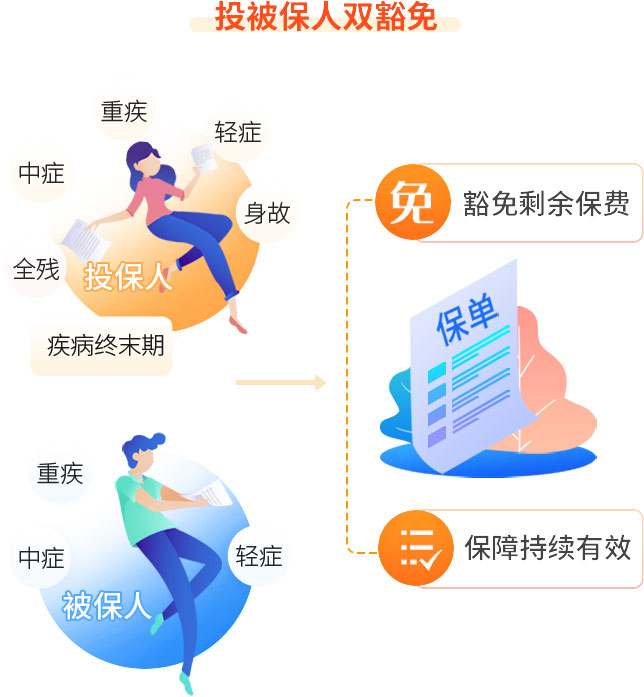 投被保人双豁免
重疾
轻症
中症
身故
全残
投保人
疾病终末期
免
豁免剩余保费
保单
重疾
中症
轻症
被保人
保障持续有效